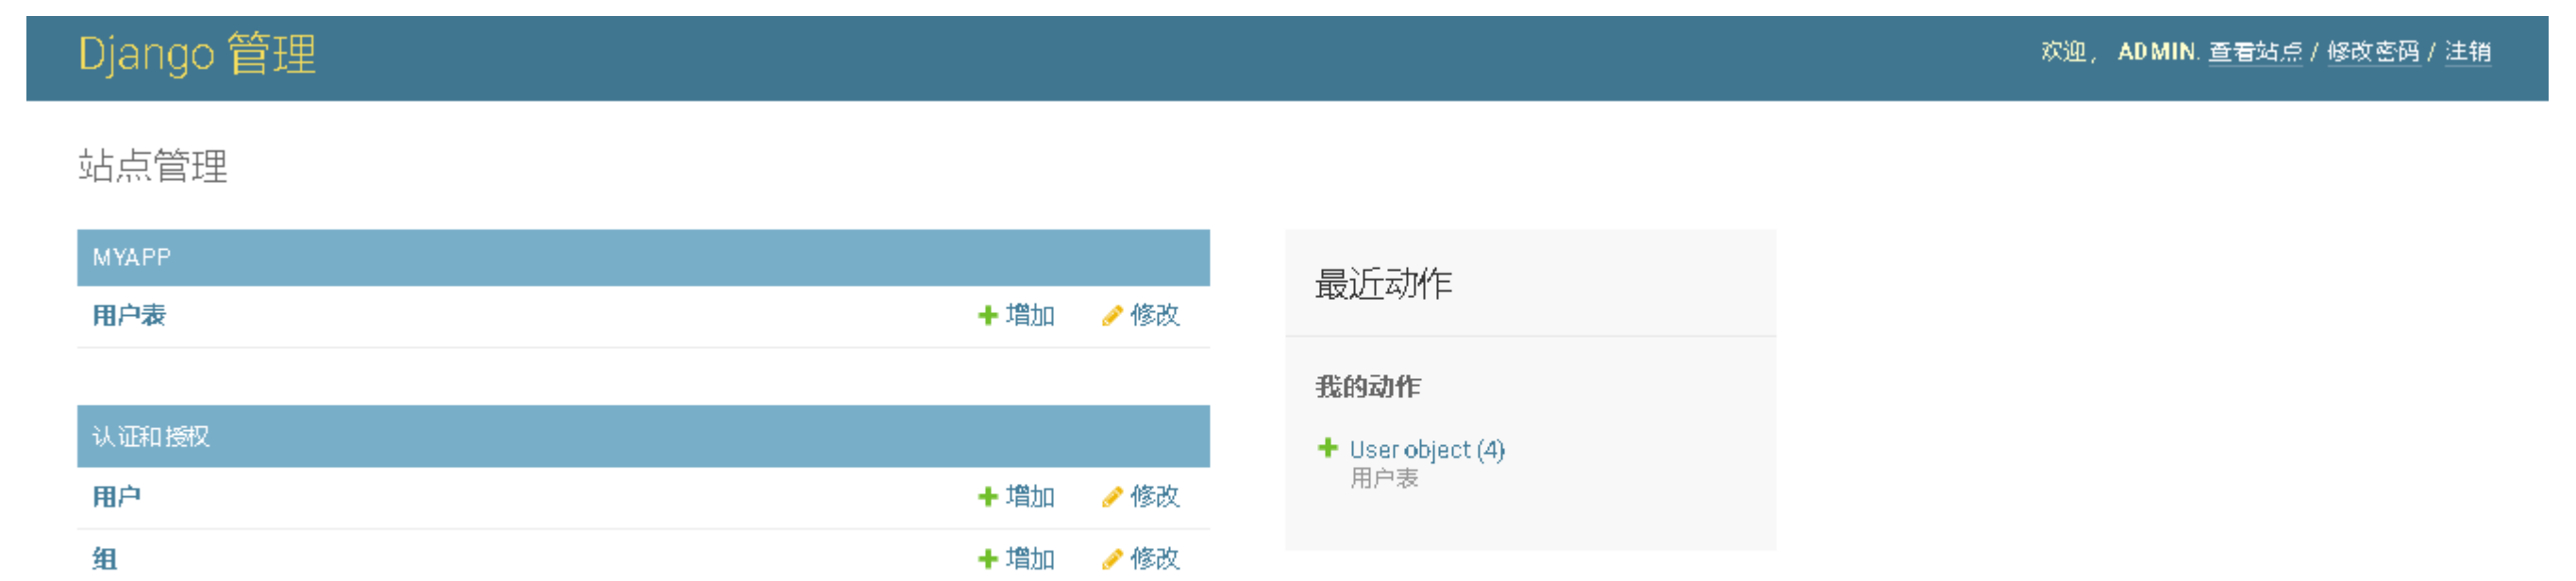 Django 管理
欢迎， ADMIN. 查看站点 / 修改密码 / 注销
站点管理
MYAPP
用户表 增加 修改
认证和授权
用户 增加 修改
组 增加 修改
最近动作
我的动作
User object (4)
用户表